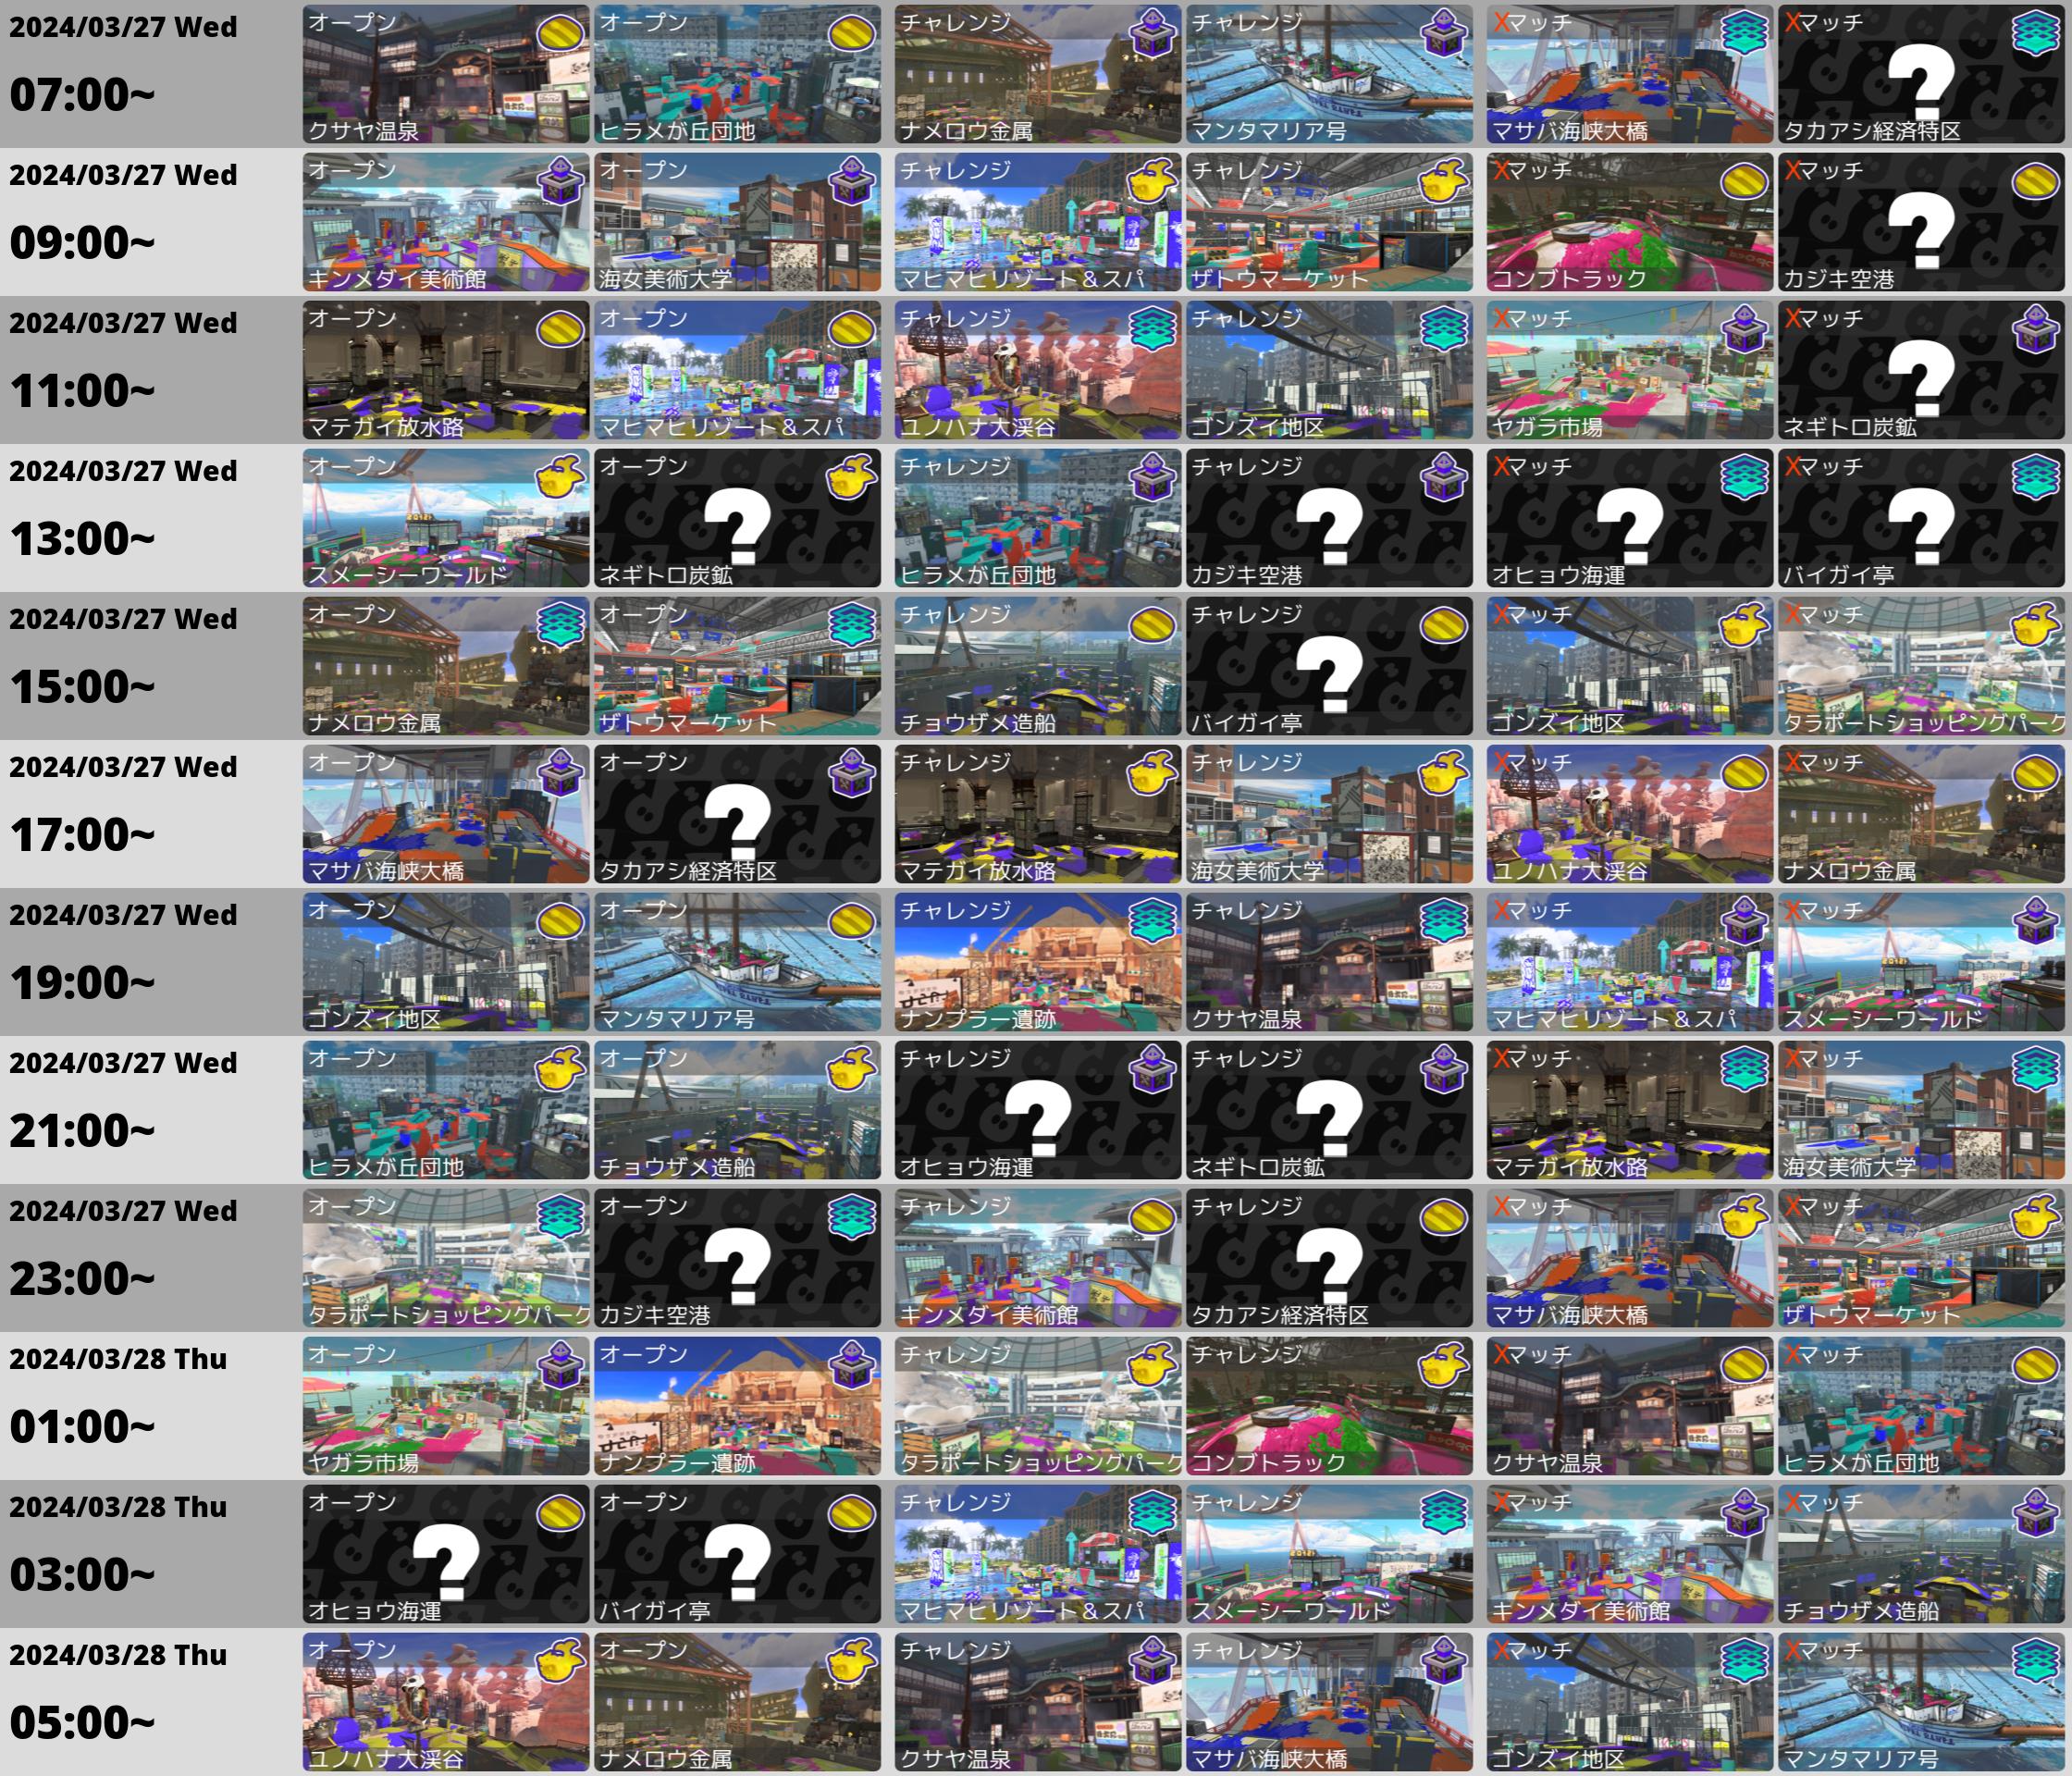 2024/03/27 Wed
07:00~
オープン
クサヤ温泉
オープン
ヒラメが丘団地
チャレンジ
ナメロウ金属
チャレンジ
マンタマリア号
Xマッチ
マサバ海峡大橋
Xマッチ
?
タカアシ経済特区
2024/03/27 Wed
09:00~
オープン
キンメダイ美術館
オープン
海女美術大学
チャレンジ
マヒマヒリゾート&スパ
チャレンジ
ザトウマーケット
Xマッチ
コンブトラック
Xマッチ
?
カジキ空港
2024/03/27 Wed
11:00~
オープン
マテガイ放水路
オープン
マヒマヒリゾート&スパ
チャレンジ
ユノハナ大渓谷
チャレンジ
ゴンズイ地区
Xマッチ
ヤガラ市場
Xマッチ
?
ネギトロ炭鉱
2024/03/27 Wed
13:00~
オープン
スメーシーワールド
オープン
?
ネギトロ炭鉱
チャレンジ
ヒラメが丘団地
チャレンジ
?
カジキ空港
Xマッチ
?
オヒョウ海運
Xマッチ
?
バイガイ亭
2024/03/27 Wed
15:00~
オープン
ナメロウ金属
オープン
ザトウマーケット
チャレンジ
チョウザメ造船
チャレンジ
?
バイガイ亭
Xマッチ
ゴンズイ地区
Xマッチ
タラポートショッピングパーク
2024/03/27 Wed
17:00~
オープン
マサバ海峡大橋
オープン
?
タカアシ経済特区
チャレンジ
マテガイ放水路
チャレンジ
海女美術大学
Xマッチ
ユノハナ大渓谷
Xマッチ
ナメロウ金属
2024/03/27 Wed
19:00~
オープン
ゴンズイ地区
オープン
マンタマリア号
チャレンジ
ナンプラー遺跡
チャレンジ
クサヤ温泉
Xマッチ
マヒマヒリゾート&スパ
Xマッチ
スメーシーワールド
2024/03/27 Wed
21:00~
オープン
ヒラメが丘団地
オープン
チョウザメ造船
チャレンジ
?
オヒョウ海運
チャレンジ
?
ネギトロ炭鉱
Xマッチ
マテガイ放水路
Xマッチ
海女美術大学
2024/03/27 Wed
23:00~
オープン
タラポートショッピングパーク
オープン
?
カジキ空港
チャレンジ
キンメダイ美術館
チャレンジ
?
タカアシ経済特区
Xマッチ
マサバ海峡大橋
Xマッチ
ザトウマーケット
2024/03/28 Thu
01:00~
オープン
ヤガラ市場
オープン
ナンプラー遺跡
チャレンジ
タラポートショッピングパーク
チャレンジ
コンブトラック
Xマッチ
クサヤ温泉
Xマッチ
ヒラメが丘団地
2024/03/28 Thu
03:00~
オープン
?
オヒョウ海運
オープン
?
バイガイ亭
チャレンジ
マヒマヒリゾート&スパ
チャレンジ
スメーシーワールド
Xマッチ
キンメダイ美術館
Xマッチ
チョウザメ造船
2024/03/28 Thu
05:00~
オープン
ユノハナ大渓谷
オープン
ナメロウ金属
チャレンジ
クサヤ温泉
チャレンジ
マサバ海峡大橋
Xマッチ
ゴンズイ地区
Xマッチ
マンタマリア号